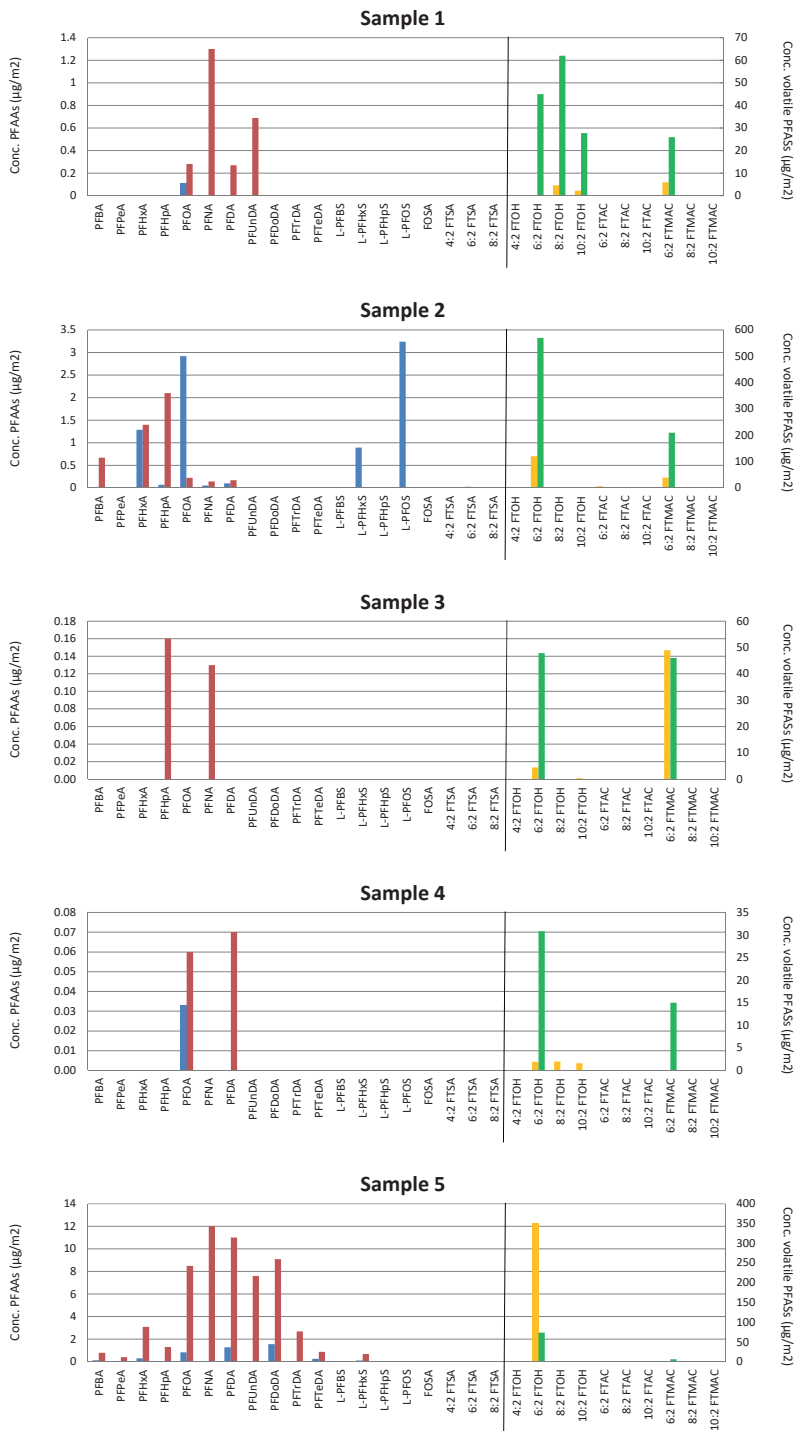 Sample 1
Conc. PFAAs (µg/m2)
1.4
1.2
1
0.8
0.6
0.4
0.2
0
70
60
50
40
30
20
10
0
Conc. volatile PFASs (µg/m2)
PFBA
PFPeA
PFHxA
PFHpA
PFOA
PFNA
PFDA
PFUnDA
PFDoDA
PFTrDA
PFTeDA
L-PFBS
L-PFHxS
L-PFHpS
L-PFOS
FOSA
4:2 FTSA
6:2 FTSA
8:2 FTSA
4:2 FTOH
6:2 FTOH
8:2 FTOH
10:2 FTOH
6:2 FTAC
8:2 FTAC
10:2 FTAC
6:2 FTMAC
8:2 FTMAC
10:2 FTMAC
Sample 2
Conc. PFAAs (µg/m2)
3.5
3
2.5
2
1.5
1
0.5
0
600
500
400
300
200
100
0
Conc. volatile PFASs (µg/m2)
PFBA
PFPeA
PFHxA
PFHpA
PFOA
PFNA
PFDA
PFUnDA
PFDoDA
PFTrDA
PFTeDA
L-PFBS
L-PFHxS
L-PFHpS
L-PFOS
FOSA
4:2 FTSA
6:2 FTSA
8:2 FTSA
4:2 FTOH
6:2 FTOH
8:2 FTOH
10:2 FTOH
6:2 FTAC
8:2 FTAC
10:2 FTAC
6:2 FTMAC
8:2 FTMAC
10:2 FTMAC
Sample 3
Conc. PFAAs (µg/m2)
0.18
0.16
0.14
0.12
0.10
0.08
0.06
0.04
0.02
0.00
60
50
40
30
20
10
0
Conc. volatile PFASs (µg/m2)
PFBA
PFPeA
PFHxA
PFHpA
PFOA
PFNA
PFDA
PFUnDA
PFDoDA
PFTrDA
PFTeDA
L-PFBS
L-PFHxS
L-PFHpS
L-PFOS
FOSA
4:2 FTSA
6:2 FTSA
8:2 FTSA
4:2 FTOH
6:2 FTOH
8:2 FTOH
10:2 FTOH
6:2 FTAC
8:2 FTAC
10:2 FTAC
6:2 FTMAC
8:2 FTMAC
10:2 FTMAC
Sample 4
Conc. PFAAs (µg/m2)
0.08
0.07
0.06
0.05
0.04
0.03
0.02
0.01
0.00
35
30
25
20
15
10
5
0
Conc. volatile PFASs (µg/m2)
PFBA
PFPeA
PFHxA
PFHpA
PFOA
PFNA
PFDA
PFUnDA
PFDoDA
PFTrDA
PFTeDA
L-PFBS
L-PFHxS
L-PFHpS
L-PFOS
FOSA
4:2 FTSA
6:2 FTSA
8:2 FTSA
4:2 FTOH
6:2 FTOH
8:2 FTOH
10:2 FTOH
6:2 FTAC
8:2 FTAC
10:2 FTAC
6:2 FTMAC
8:2 FTMAC
10:2 FTMAC
Sample 5
Conc. PFAAs (µg/m2)
14
12
10
8
6
4
2
0
400
350
300
250
200
150
100
50
0
Conc. volatile PFASs (µg/m2)
PFBA
PFPeA
PFHxA
PFHpA
PFOA
PFNA
PFDA
PFUnDA
PFDoDA
PFTrDA
PFTeDA
L-PFBS
L-PFHxS
L-PFHpS
L-PFOS
FOSA
4:2 FTSA
6:2 FTSA
8:2 FTSA
4:2 FTOH
6:2 FTOH
8:2 FTOH
10:2 FTOH
6:2 FTAC
8:2 FTAC
10:2 FTAC
6:2 FTMAC
8:2 FTMAC
10:2 FTMAC